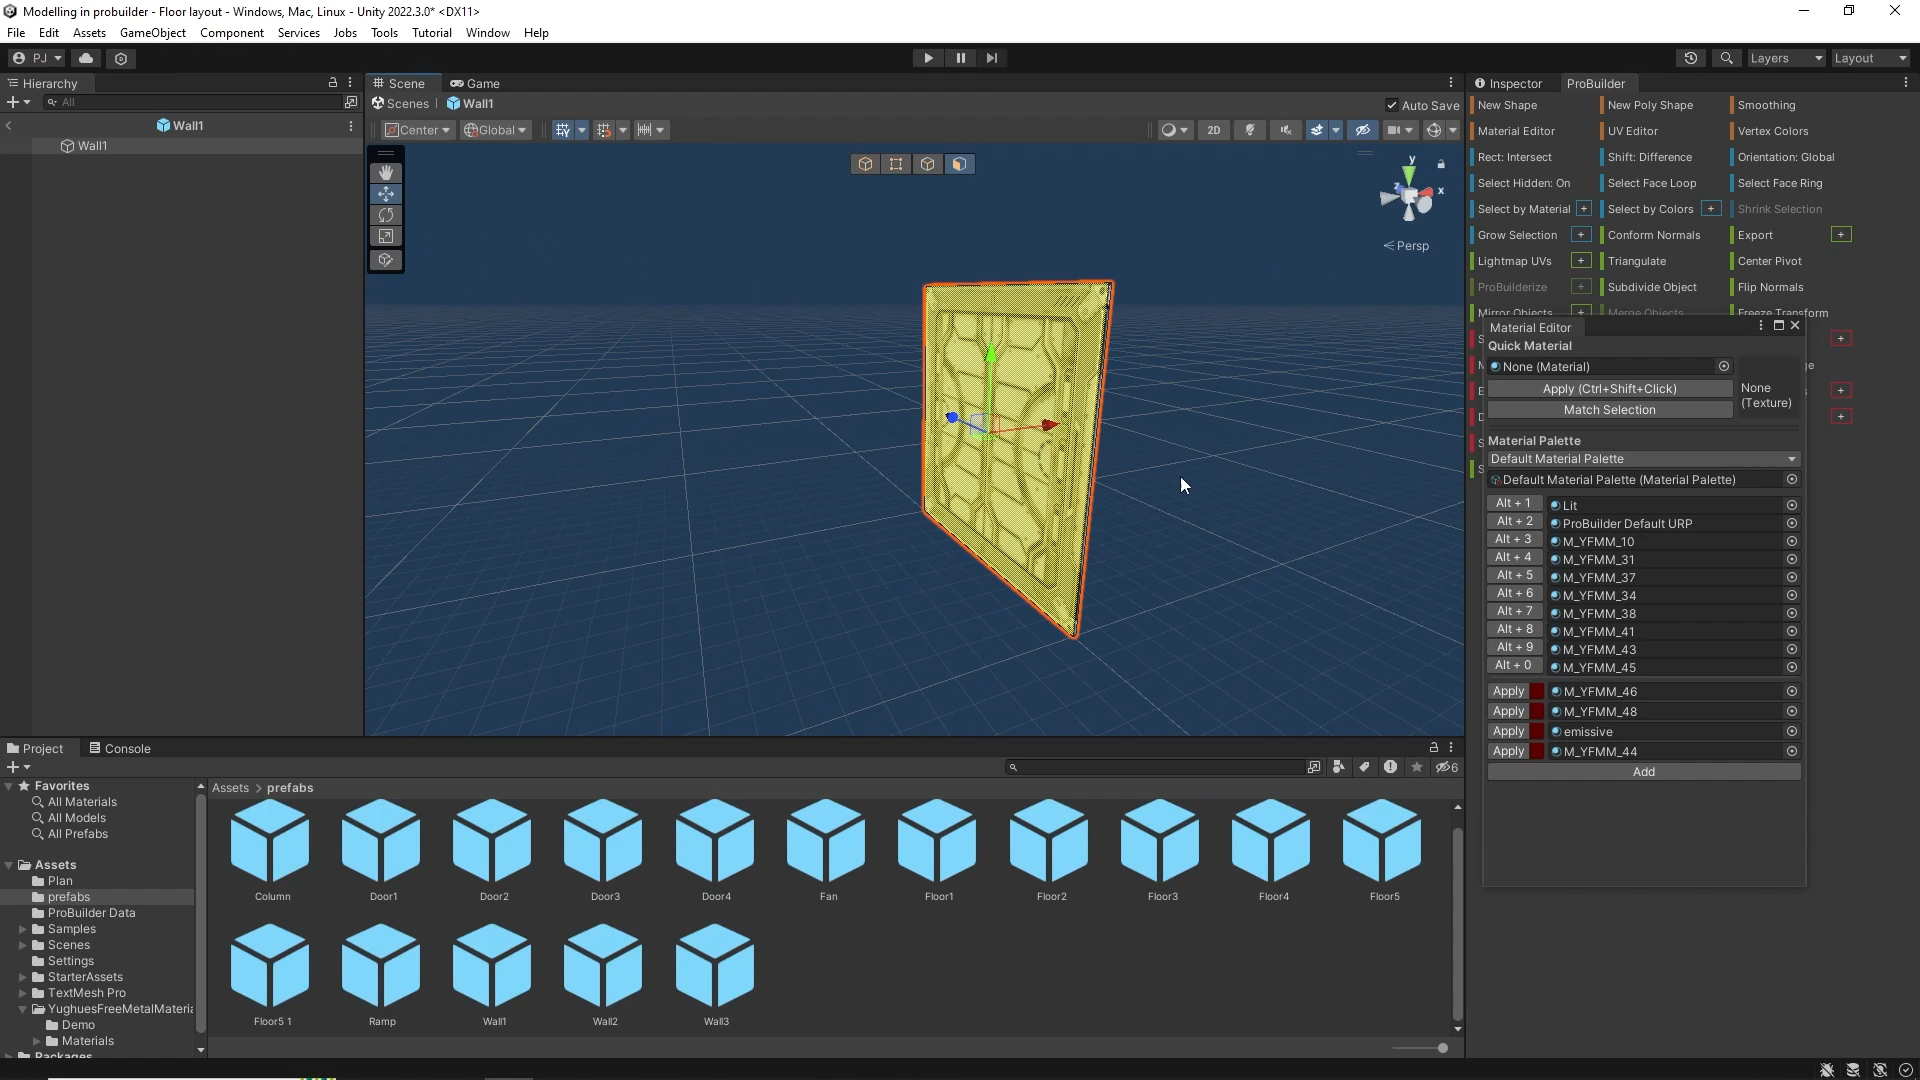 Modelling in probuilder - Floor layout - Windows, Mac, Linux - Unity 2022.3.0* <DX11>
File Edit Assets GameObject Component Services Jobs Tools Tutorial Window Help
PJ
Layers
Layout
Hierarchy
All
Wall1
Wall1
Scene
Game
Scenes | Wall1
Auto Save
Center
Global
2D
y
x
z
Persp
Inspector
ProBuilder
New Shape New Poly Shape Smoothing
Material Editor UV Editor Vertex Colors
Rect: Intersect Shift: Difference Orientation: Global
Select Hidden: On Select Face Loop Select Face Ring
Select by Material + Select by Colors + Shrink Selection
Grow Selection + Conform Normals Export +
Lightmap UVs + Triangulate Center Pivot
ProBuilderize + Subdivide Object Flip Normals
Mirror Objects + Merge Objects Freeze Transform
Material Editor
Quick Material
None (Material)
Apply (Ctrl+Shift+Click)
Match Selection
None
(Texture)
Material Palette
Default Material Palette
Default Material Palette (Material Palette)
Alt + 1 Lit
Alt + 2 ProBuilder Default URP
Alt + 3 M_YFMM_10
Alt + 4 M_YFMM_31
Alt + 5 M_YFMM_37
Alt + 6 M_YFMM_34
Alt + 7 M_YFMM_38
Alt + 8 M_YFMM_41
Alt + 9 M_YFMM_43
Alt + 0 M_YFMM_45
Apply M_YFMM_46
Apply M_YFMM_48
Apply emissive
Apply M_YFMM_44
Add
Project
Console
6
Favorites
All Materials
All Models
All Prefabs
Assets
Plan
prefabs
ProBuilder Data
Samples
Scenes
Settings
StarterAssets
TextMesh Pro
YughuesFreeMetalMateria
Demo
Materials
Packages
Assets > prefabs
Column Door1 Door2 Door3 Door4 Fan Floor1 Floor2 Floor3 Floor4 Floor5
Floor5 1 Ramp Wall1 Wall2 Wall3